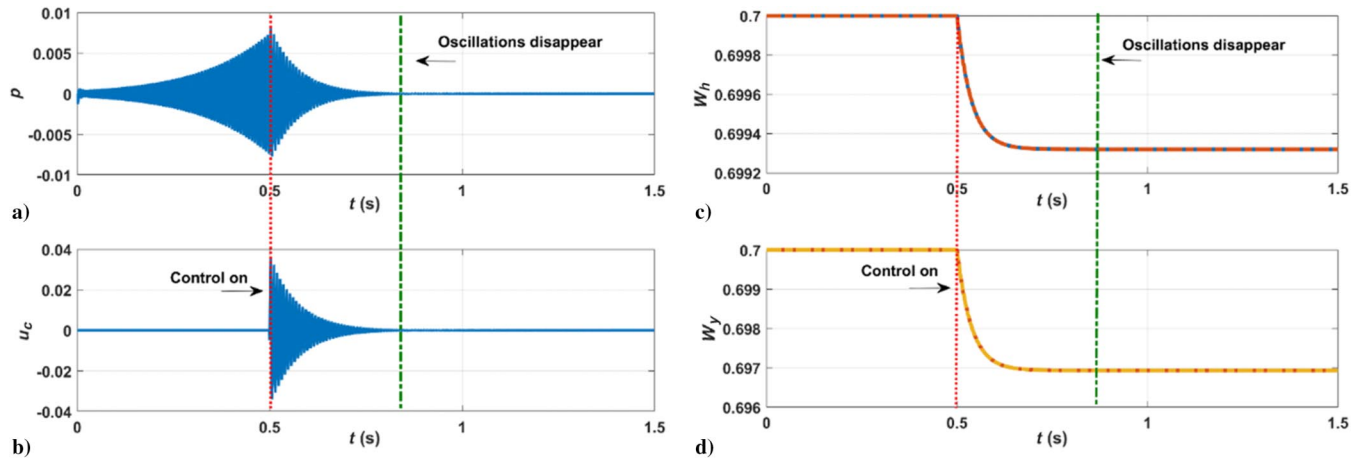 0.01
0.005
0
-0.005
-0.01
p
0 0.5 1 1.5
t (s)
Oscillations disappear
a)
0.04
0.02
0
-0.02
-0.04
u_c
Control on
0 0.5 1 1.5
t (s)
b)
0.7
0.6998
0.6996
0.6994
0.6992
W_h
Oscillations disappear
0 0.5 1 1.5
t (s)
c)
0.7
0.699
0.698
0.697
0.696
W_y
Control on
0 0.5 1 1.5
t (s)
d)